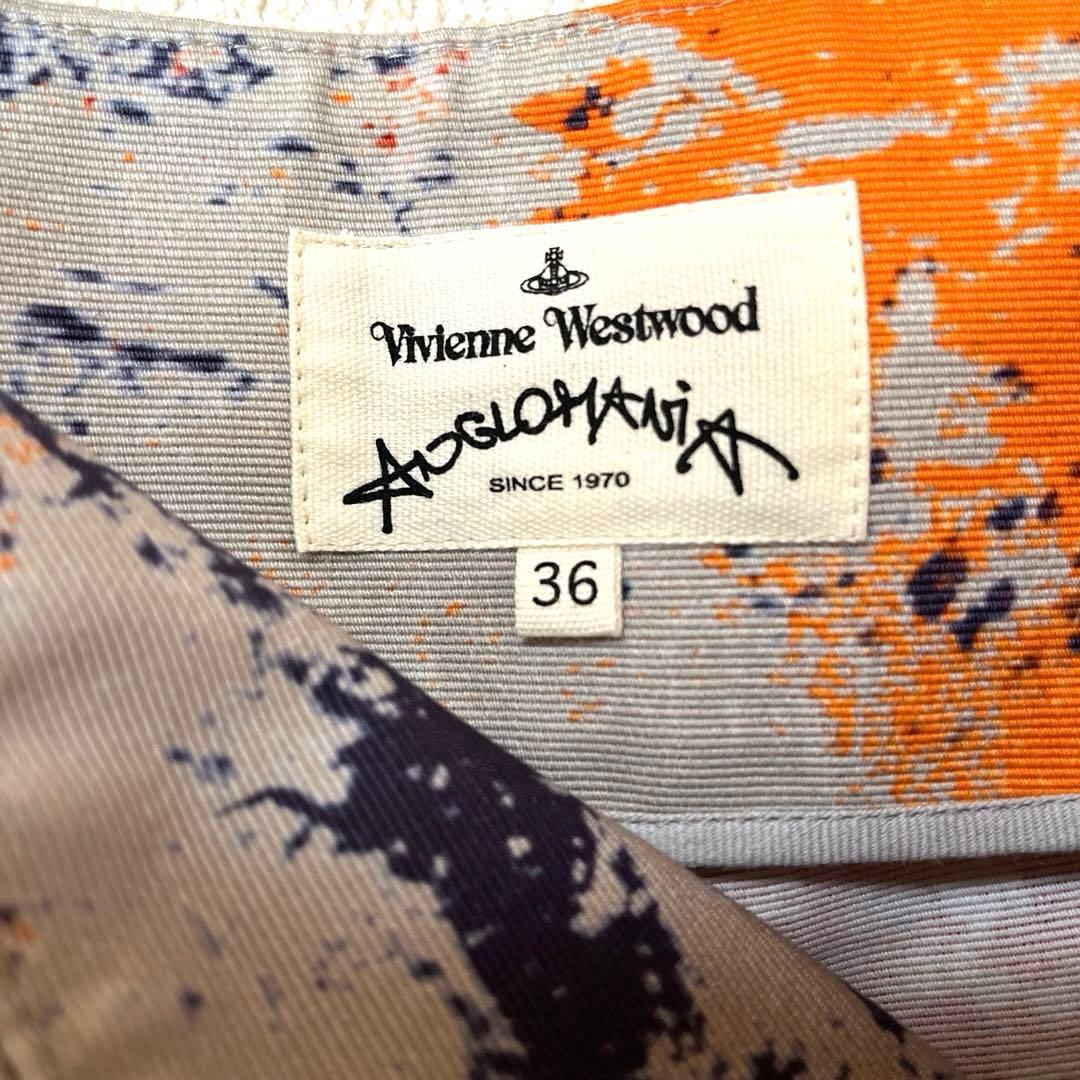 Vivienne Westwood
ANGLOMANiA
SINCE 1970
36